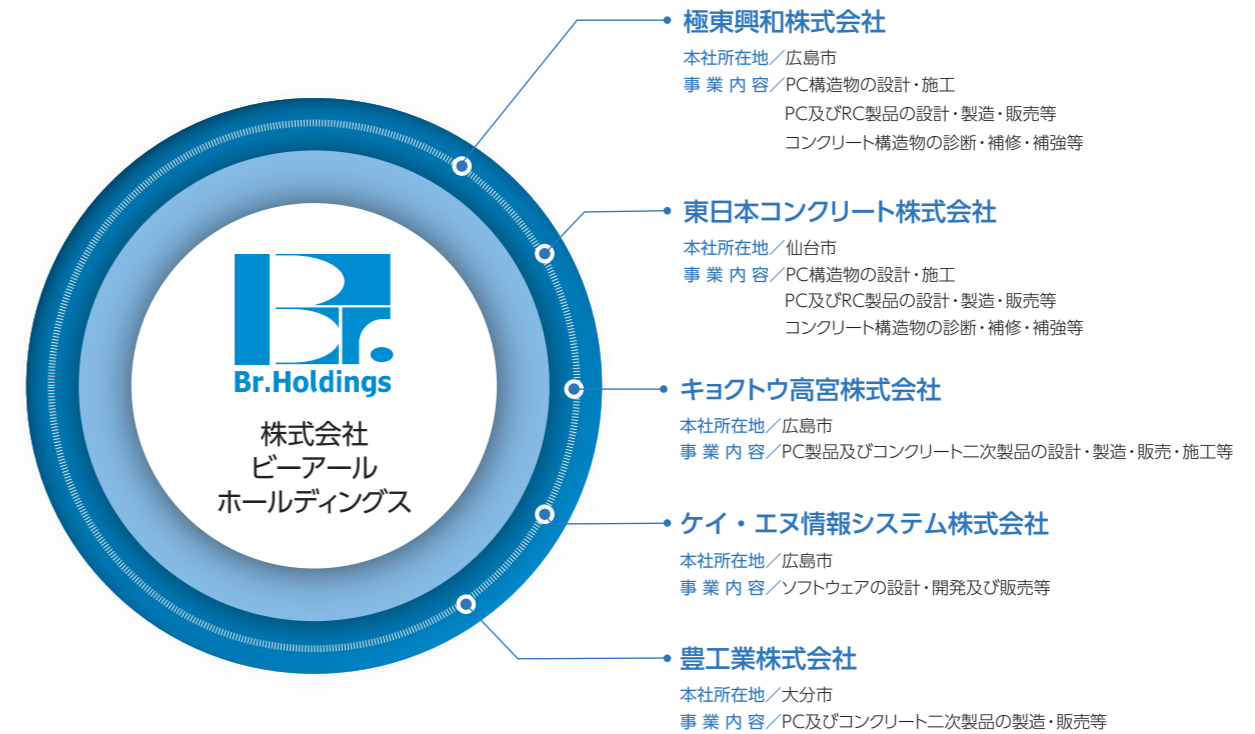 Br.
Br.Holdings
株式会社
ビーアール
ホールディングス
極東興和株式会社
本社所在地／広島市
事業内容／PC構造物の設計・施工
PC及びRC製品の設計・製造・販売等
コンクリート構造物の診断・補修・補強等
東日本コンクリート株式会社
本社所在地／仙台市
事業内容／PC構造物の設計・施工
PC及びRC製品の設計・製造・販売等
コンクリート構造物の診断・補修・補強等
キョクトウ高宮株式会社
本社所在地／広島市
事業内容／PC製品及びコンクリート二次製品の設計・製造・販売・施工等
ケイ・エヌ情報システム株式会社
本社所在地／広島市
事業内容／ソフトウェアの設計・開発及び販売等
豊工業株式会社
本社所在地／大分市
事業内容／PC及びコンクリート二次製品の製造・販売等